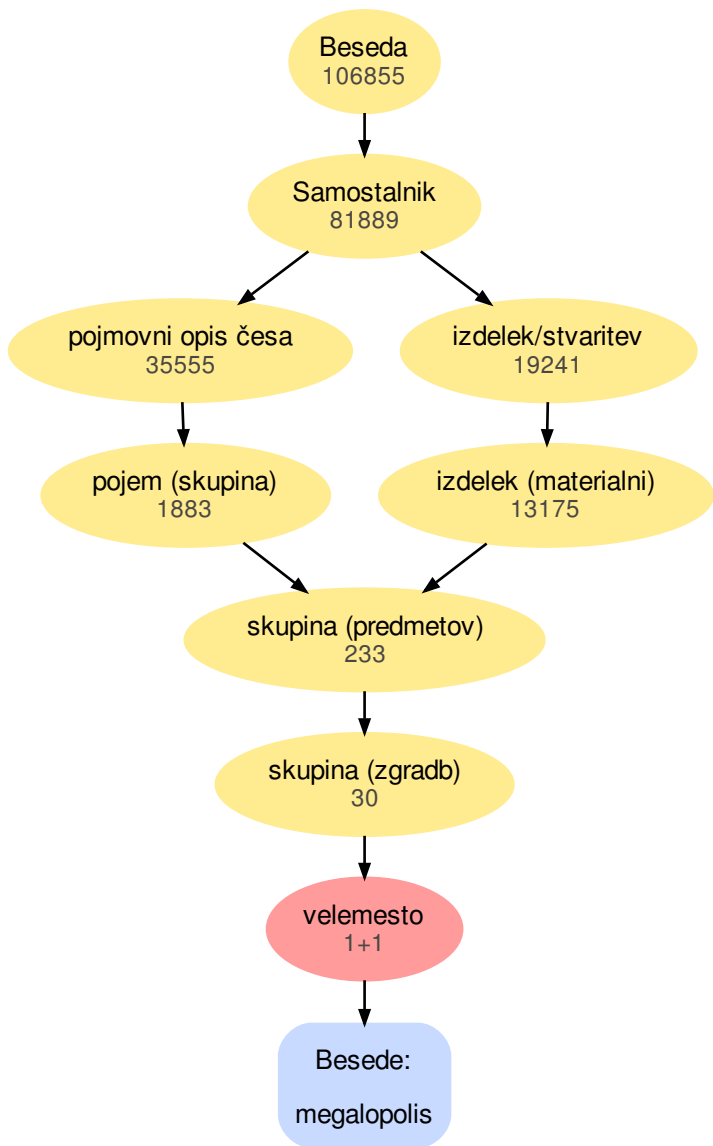 Beseda
106855
Samostalnik
81889
pojmovni opis česa
35555
izdelek/stvaritev
19241
pojem (skupina)
1883
izdelek (materialni)
13175
skupina (predmetov)
233
skupina (zgradb)
30
velemesto
1+1
Besede:
megalopolis